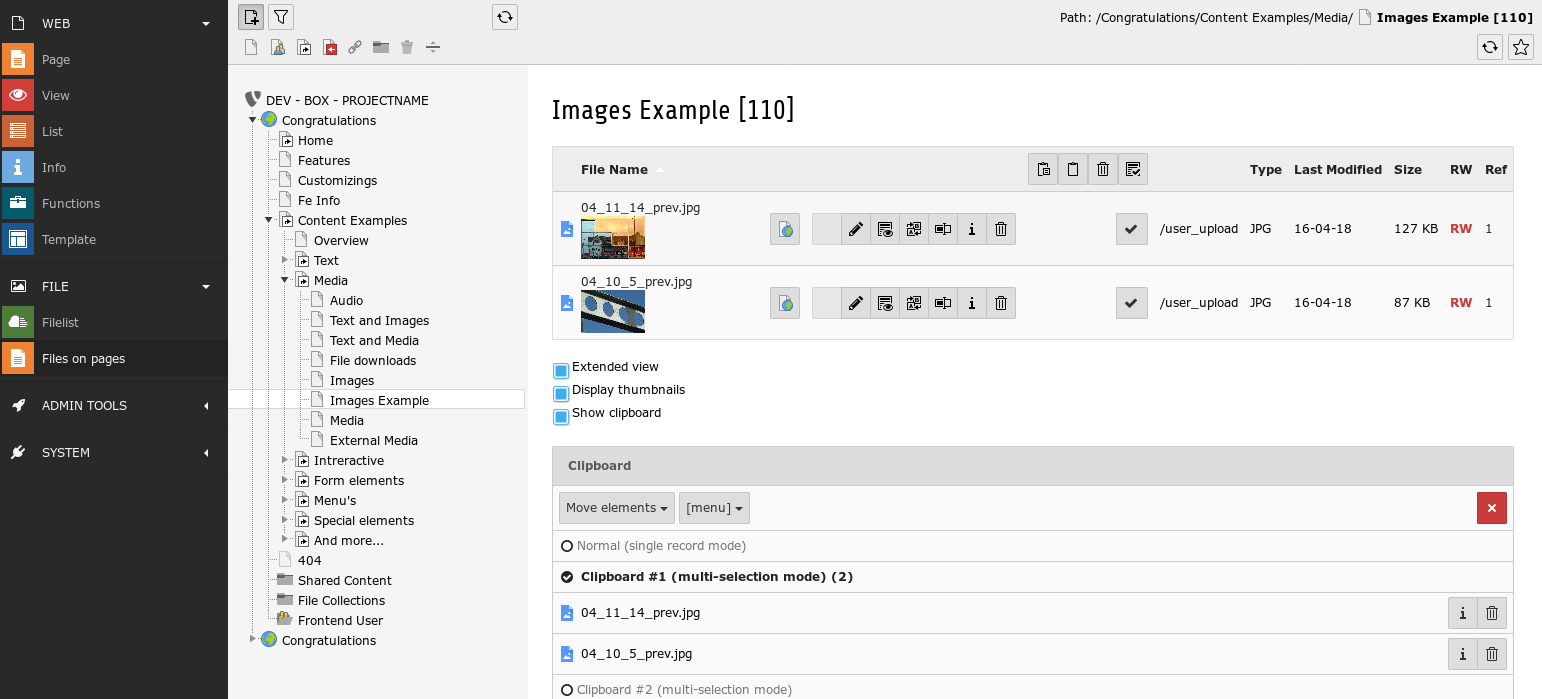 WEB
Page
View
List
Info
Functions
Template
FILE
Filelist
Files on pages
ADMIN TOOLS
SYSTEM
DEV - BOX - PROJECTNAME
Congratulations
Home
Features
Customizings
Fe Info
Content Examples
Overview
Text
Media
Audio
Text and Images
Text and Media
File downloads
Images
Images Example
Media
External Media
Intreractive
Form elements
Menu's
Special elements
And more...
404
Shared Content
File Collections
Frontend User
Congratulations
Path: /Congratulations/Content Examples/Media/ Images Example [110]
Images Example [110]
File Name Type Last Modified Size RW Ref
04_11_14_prev.jpg
/user_upload JPG 16-04-18 127 KB RW 1
04_10_5_prev.jpg
/user_upload JPG 16-04-18 87 KB RW 1
Extended view
Display thumbnails
Show clipboard
Clipboard
Move elements [menu]
Normal (single record mode)
Clipboard #1 (multi-selection mode) (2)
04_11_14_prev.jpg
04_10_5_prev.jpg
Clipboard #2 (multi-selection mode)